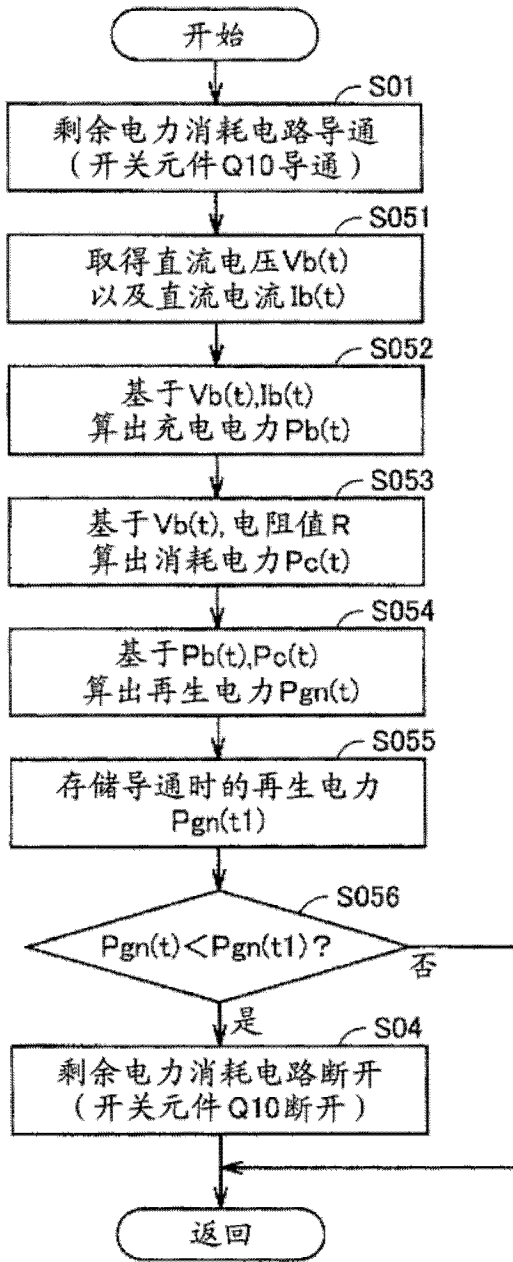 开始
S01
剩余电力消耗电路导通
（开关元件Q10导通）
S051
取得直流电压Vb(t)
以及直流电流Ib(t)
S052
基于Vb(t),Ib(t)
算出充电电力Pb(t)
S053
基于Vb(t),电阻值R
算出消耗电力Pc(t)
S054
基于Pb(t),Pc(t)
算出再生电力Pgn(t)
S055
存储导通时的再生电力
Pgn(t1)
S056
Pgn(t)＜Pgn(t1)？
否
是
S04
剩余电力消耗电路断开
（开关元件Q10断开）
返回